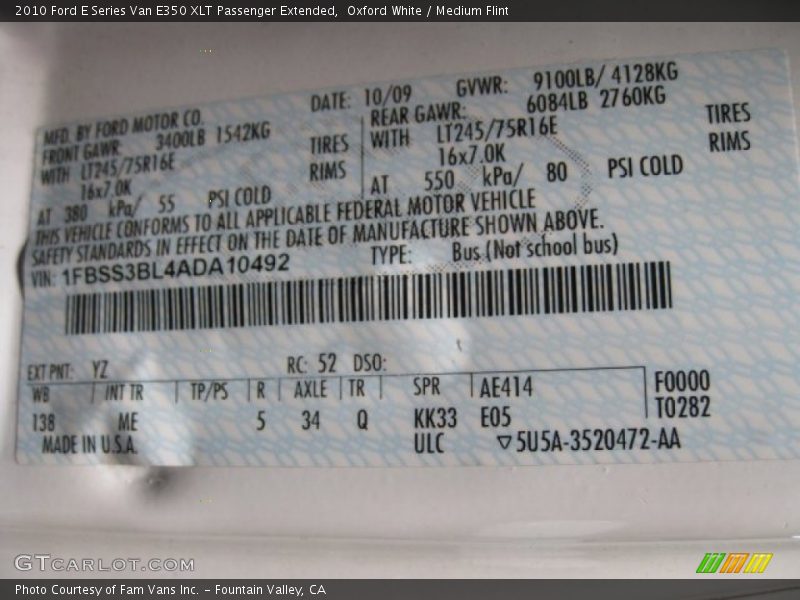 2010 Ford E Series Van E350 XLT Passenger Extended,  Oxford White / Medium Flint
MFD. BY FORD MOTOR CO. DATE: 10/09 GVWR: 9100LB/ 4128KG
FRONT GAWR: 3400LB 1542KG REAR GAWR: 6084LB 2760KG
WITH LT245/75R16E TIRES WITH LT245/75R16E TIRES
16x7.0K RIMS 16x7.0K RIMS
AT 380 kPa/ 55 PSI COLD AT 550 kPa/ 80 PSI COLD
THIS VEHICLE CONFORMS TO ALL APPLICABLE FEDERAL MOTOR VEHICLE
SAFETY STANDARDS IN EFFECT ON THE DATE OF MANUFACTURE SHOWN ABOVE.
VIN: 1FBSS3BL4ADA10492 TYPE: Bus (Not school bus)
EXT PNT: YZ RC: 52 DSO:
WB INT TR TP/PS R AXLE TR SPR AE414 F0000
138 ME 5 34 Q KK33 E05 T0282
MADE IN U.S.A. ULC ▽5U5A-3520472-AA
GTCARLOT.COM
Photo Courtesy of Fam Vans Inc. – Fountain Valley, CA